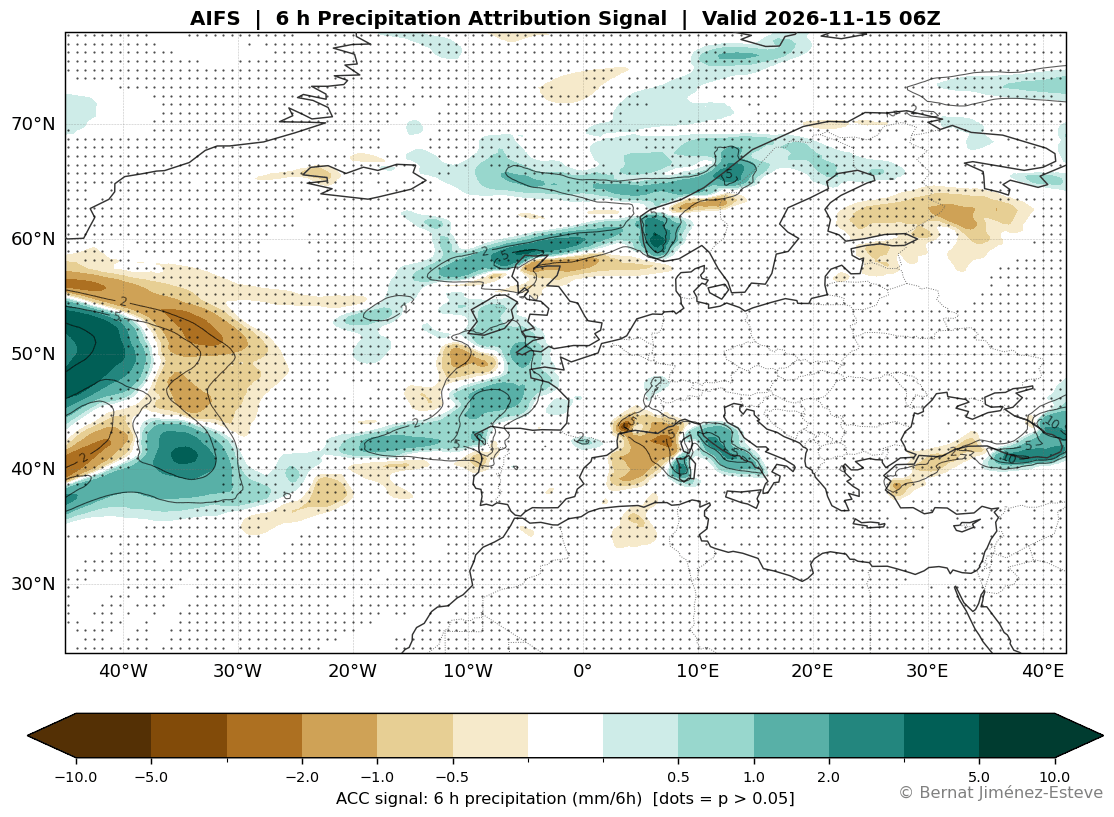 AIFS | 6 h Precipitation Attribution Signal | Valid 2026-11-15 06Z
70°N
60°N
50°N
40°N
30°N
40°W 30°W 20°W 10°W 0° 10°E 20°E 30°E 40°E
−10.0 −5.0 −2.0 −1.0 −0.5 0.5 1.0 2.0 5.0 10.0
ACC signal: 6 h precipitation (mm/6h) [dots = p > 0.05]
© Bernat Jiménez-Esteve